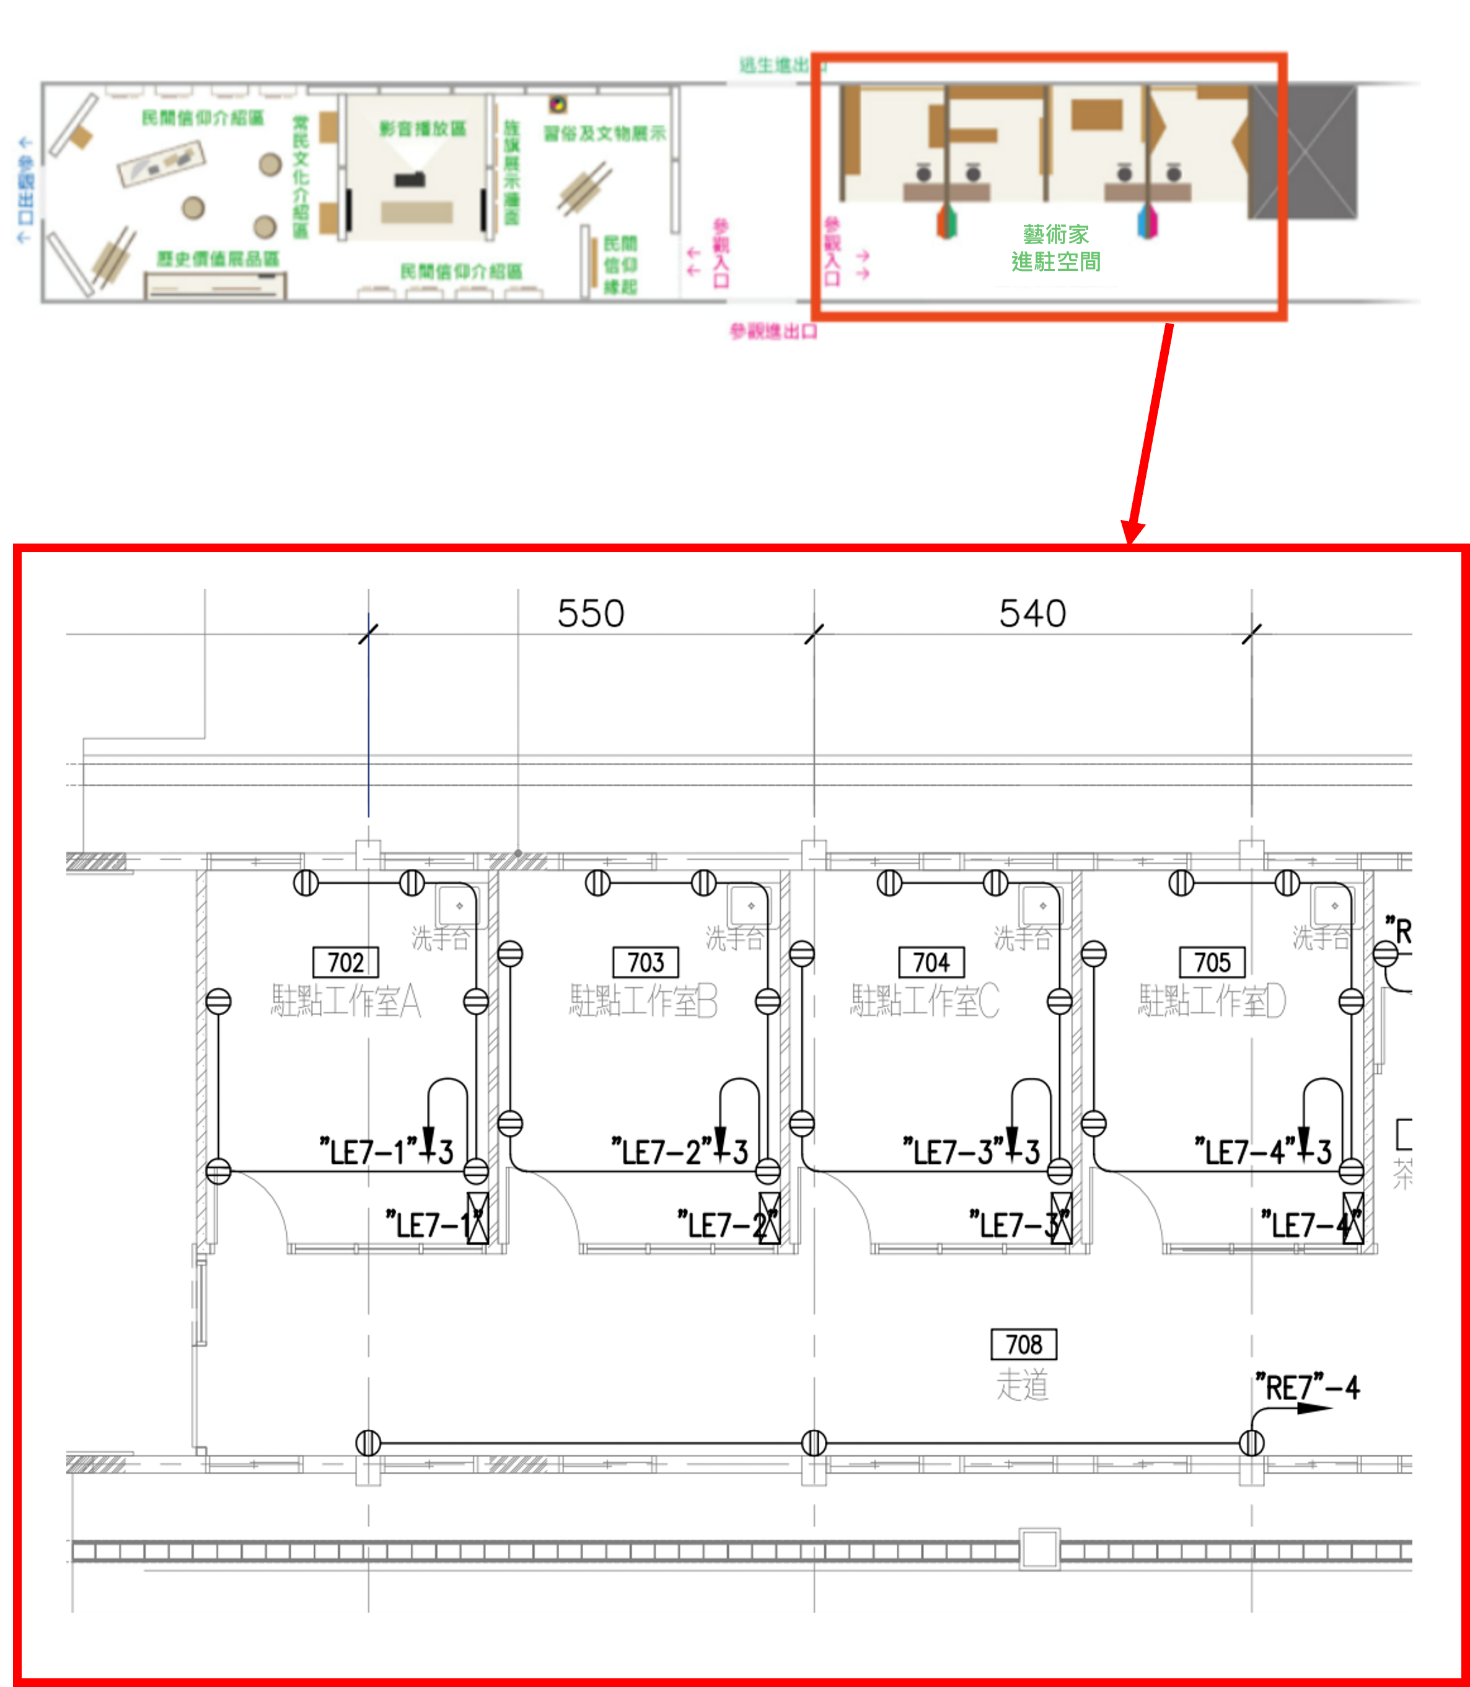 逃生進出口
民間信仰介紹區
常民文化介紹區
影音播放區
旌旗展示牆面
習俗及文物展示
參觀出口
歷史價值展品區
民間信仰介紹區
民間
信仰
緣起
參觀入口
參觀入口
藝術家
進駐空間
參觀進出口
550
540
洗手台
洗手台
洗手台
洗手台
"R
702
703
704
705
駐點工作室A
駐點工作室B
駐點工作室C
駐點工作室D
"LE7-1"-3
"LE7-2"-3
"LE7-3"-3
"LE7-4"-3
茶
"LE7-1"
"LE7-2"
"LE7-3"
"LE7-4"
708
走道
"RE7"-4